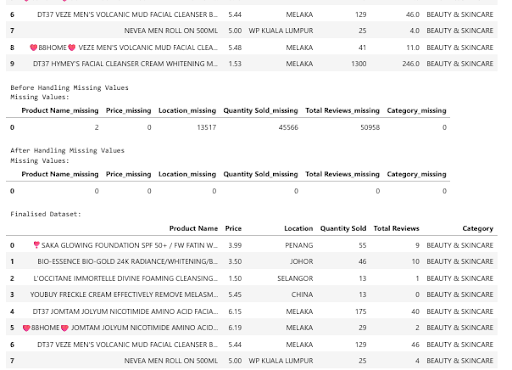 6 DT37 VEZE MEN'S VOLCANIC MUD FACIAL CLEANSER B... 5.44 MELAKA 129 46.0 BEAUTY & SKINCARE
7 NEVEA MEN ROLL ON 500ML 5.00 WP KUALA LUMPUR 25 4.0 BEAUTY & SKINCARE
8 ❤️88HOME❤️ VEZE MEN'S VOLCANIC MUD FACIAL CLEA... 5.48 MELAKA 41 11.0 BEAUTY & SKINCARE
9 DT37 HYMEY'S FACIAL CLEANSER CREAM WHITENING M... 1.53 MELAKA 1300 246.0 BEAUTY & SKINCARE
Before Handling Missing Values
Missing Values:
Product Name_missing Price_missing Location_missing Quantity Sold_missing Total Reviews_missing Category_missing
0 2 0 13517 45566 50958 0
After Handling Missing Values
Missing Values:
Product Name_missing Price_missing Location_missing Quantity Sold_missing Total Reviews_missing Category_missing
0 0 0 0 0 0 0
Finalised Dataset:
Product Name Price Location Quantity Sold Total Reviews Category
0 SAKA GLOWING FOUNDATION SPF 50+ / FW FATIN W... 3.99 PENANG 55 9 BEAUTY & SKINCARE
1 BIO-ESSENCE BIO-GOLD 24K RADIANCE/WHITENING/B... 3.50 JOHOR 46 10 BEAUTY & SKINCARE
2 L'OCCITANE IMMORTELLE DIVINE FOAMING CLEANSING... 1.50 SELANGOR 13 1 BEAUTY & SKINCARE
3 YOUBUY FRECKLE CREAM EFFECTIVELY REMOVE MELASM... 5.45 CHINA 13 0 BEAUTY & SKINCARE
4 DT37 JOMTAM JOLYUM NICOTIMIDE AMINO ACID FACIA... 6.15 MELAKA 175 40 BEAUTY & SKINCARE
5 ❤️88HOME❤️ JOMTAM JOLYUM NICOTIMIDE AMINO ACID... 6.19 MELAKA 29 2 BEAUTY & SKINCARE
6 DT37 VEZE MEN'S VOLCANIC MUD FACIAL CLEANSER B... 5.44 MELAKA 129 46 BEAUTY & SKINCARE
7 NEVEA MEN ROLL ON 500ML 5.00 WP KUALA LUMPUR 25 4 BEAUTY & SKINCARE